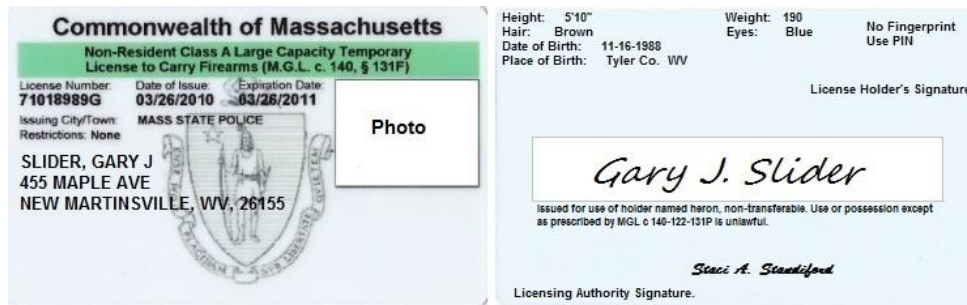 Commonwealth of Massachusetts
Non-Resident Class A Large Capacity Temporary
License to Carry Firearms (M.G.L. c. 140, § 131F)
License Number: Date of Issue: Expiration Date:
71018989G 03/26/2010 03/26/2011
Issuing City/Town: MASS STATE POLICE
Restrictions: None
Photo
SLIDER, GARY J
455 MAPLE AVE
NEW MARTINSVILLE, WV, 26155
Height: 5'10" Weight: 190
Hair: Brown Eyes: Blue
No Fingerprint
Use PIN
Date of Birth: 11-16-1988
Place of Birth: Tyler Co. WV
License Holder's Signature
Gary J. Slider
Issued for use of holder named heron, non-transferable. Use or possession except
as prescribed by MGL c 140-122-131P is unlawful.
Staci A. Standiford
Licensing Authority Signature.